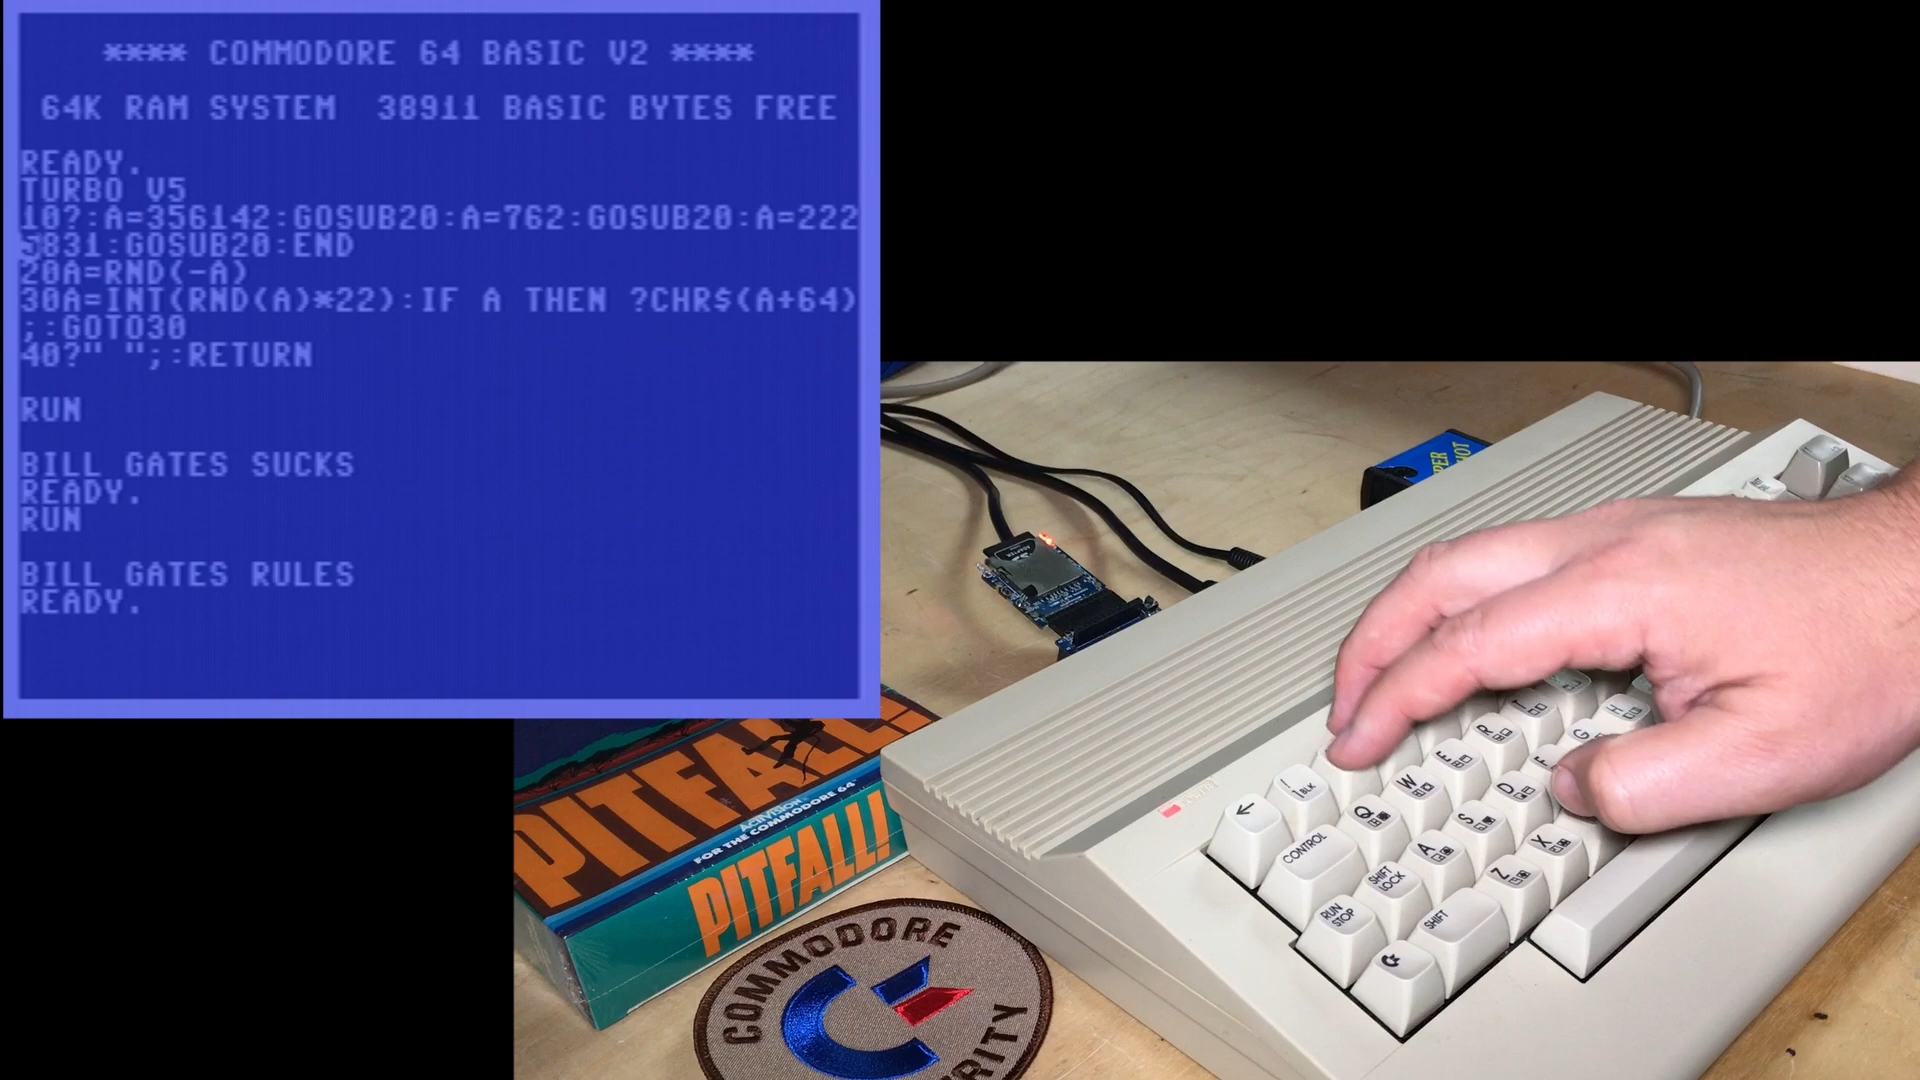 **** COMMODORE 64 BASIC V2 ****
64K RAM SYSTEM  38911 BASIC BYTES FREE
READY.
TURBO V5
10?:A=356142:GOSUB20:A=762:GOSUB20:A=222
5831:GOSUB20:END
20A=RND(-A)
30A=INT(RND(A)*22):IF A THEN ?CHR$(A+64)
;:GOTO30
40?" ";:RETURN
RUN
BILL GATES SUCKS
READY.
RUN
BILL GATES RULES
READY.
PITFALL!
ACTIVISION
FOR THE COMMODORE 64
PITFALL!
COMMODORE
←
1 BLK
CONTROL
Q
W
E
R
T
RUN
STOP
SHIFT
LOCK
A
S
D
F
G
H
SHIFT
Z
X